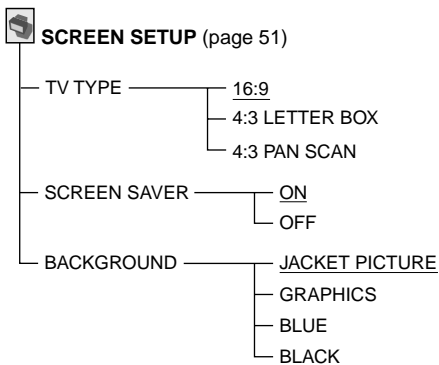 SCREEN SETUP (page 51)
TV TYPE
16:9
4:3 LETTER BOX
4:3 PAN SCAN
SCREEN SAVER
ON
OFF
BACKGROUND
JACKET PICTURE
GRAPHICS
BLUE
BLACK